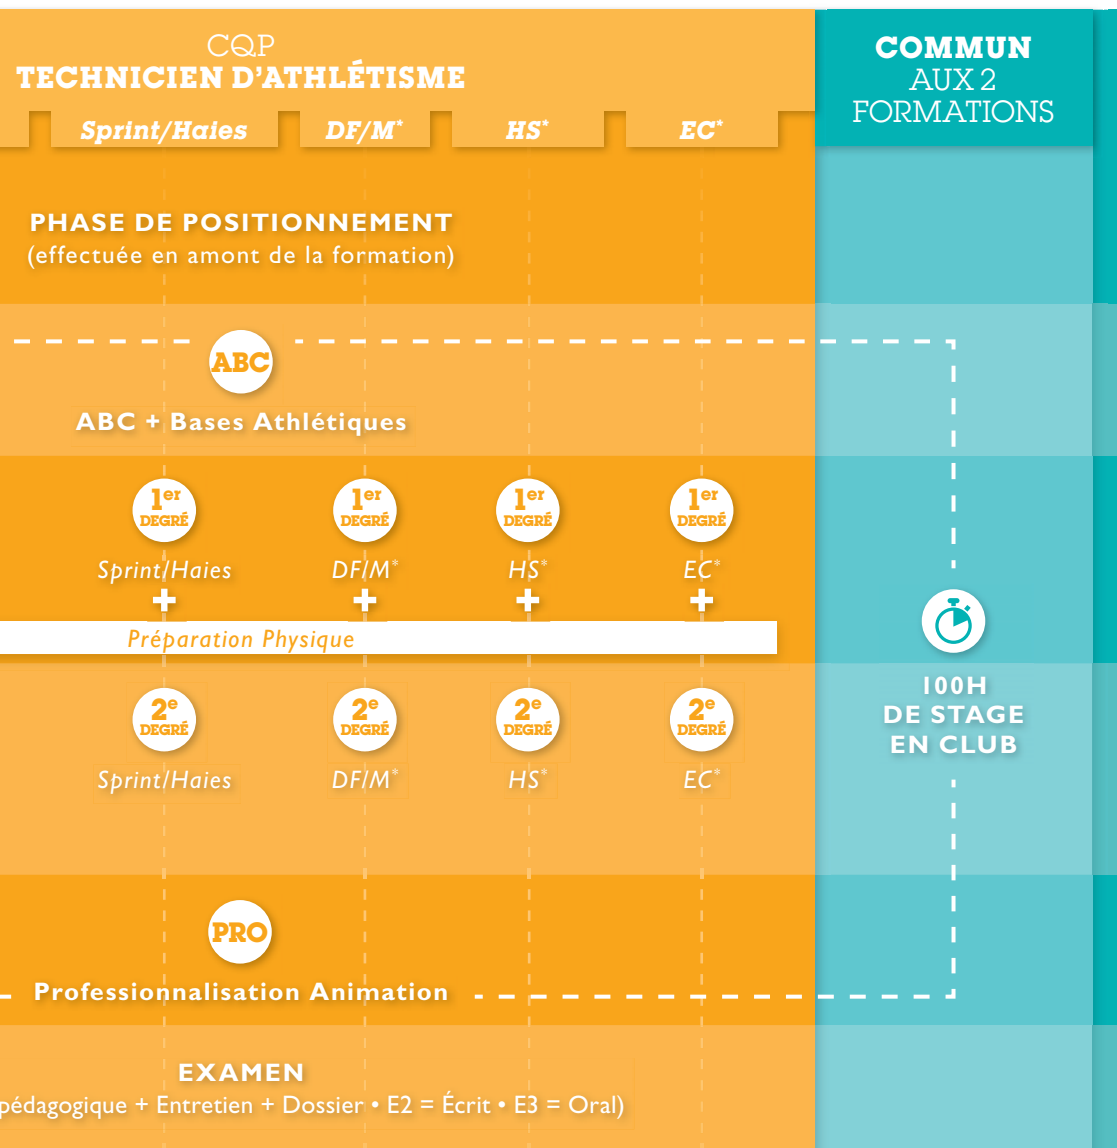 CQP
TECHNICIEN D'ATHLÉTISME
COMMUN
AUX 2
FORMATIONS
Sprint/Haies DF/M* HS* EC*
PHASE DE POSITIONNEMENT
(effectuée en amont de la formation)
ABC
ABC + Bases Athlétiques
1er DEGRÉ 1er DEGRÉ 1er DEGRÉ 1er DEGRÉ
Sprint/Haies DF/M* HS* EC*
+ + + +
Préparation Physique
2e DEGRÉ 2e DEGRÉ 2e DEGRÉ 2e DEGRÉ
Sprint/Haies DF/M* HS* EC*
100H
DE STAGE
EN CLUB
PRO
Professionnalisation Animation
EXAMEN
pédagogique + Entretien + Dossier • E2 = Écrit • E3 = Oral)